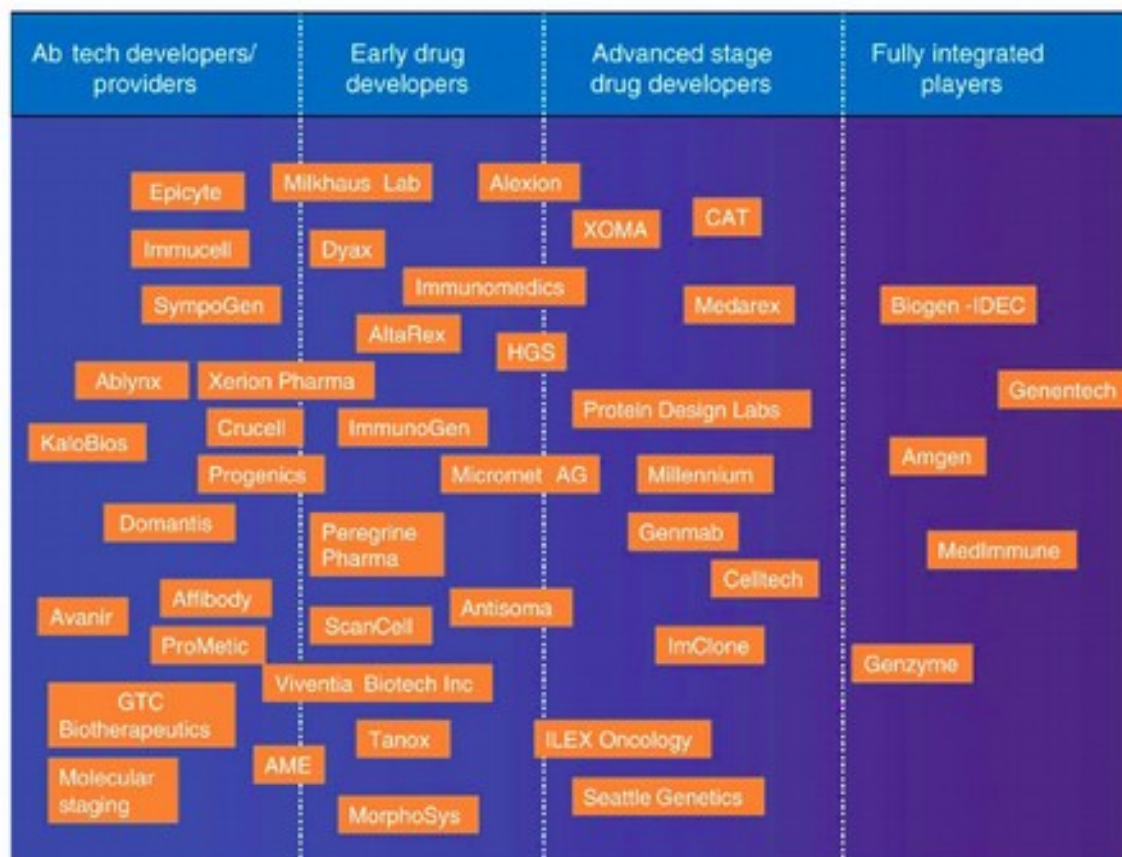 Ab tech developers/
providers
Early drug
developers
Advanced stage
drug developers
Fully integrated
players
Epicyte
Immucell
SympoGen
Ablynx
Xerion Pharma
KaloBios
Crucell
Progenics
Domantis
Affibody
Avanir
ProMetic
GTC
Biotherapeutics
Molecular
staging
AME
Milkhaus Lab
Alexion
Dyax
Immunomedics
AltaRex
HGS
ImmunoGen
Micromet AG
Peregrine
Pharma
Antisoma
ScanCell
Viventia Biotech Inc
Tanox
MorphoSys
XOMA
CAT
Medarex
Protein Design Labs
Millennium
Genmab
Celltech
ImClone
ILEX Oncology
Seattle Genetics
Biogen -IDEC
Genentech
Amgen
MedImmune
Genzyme